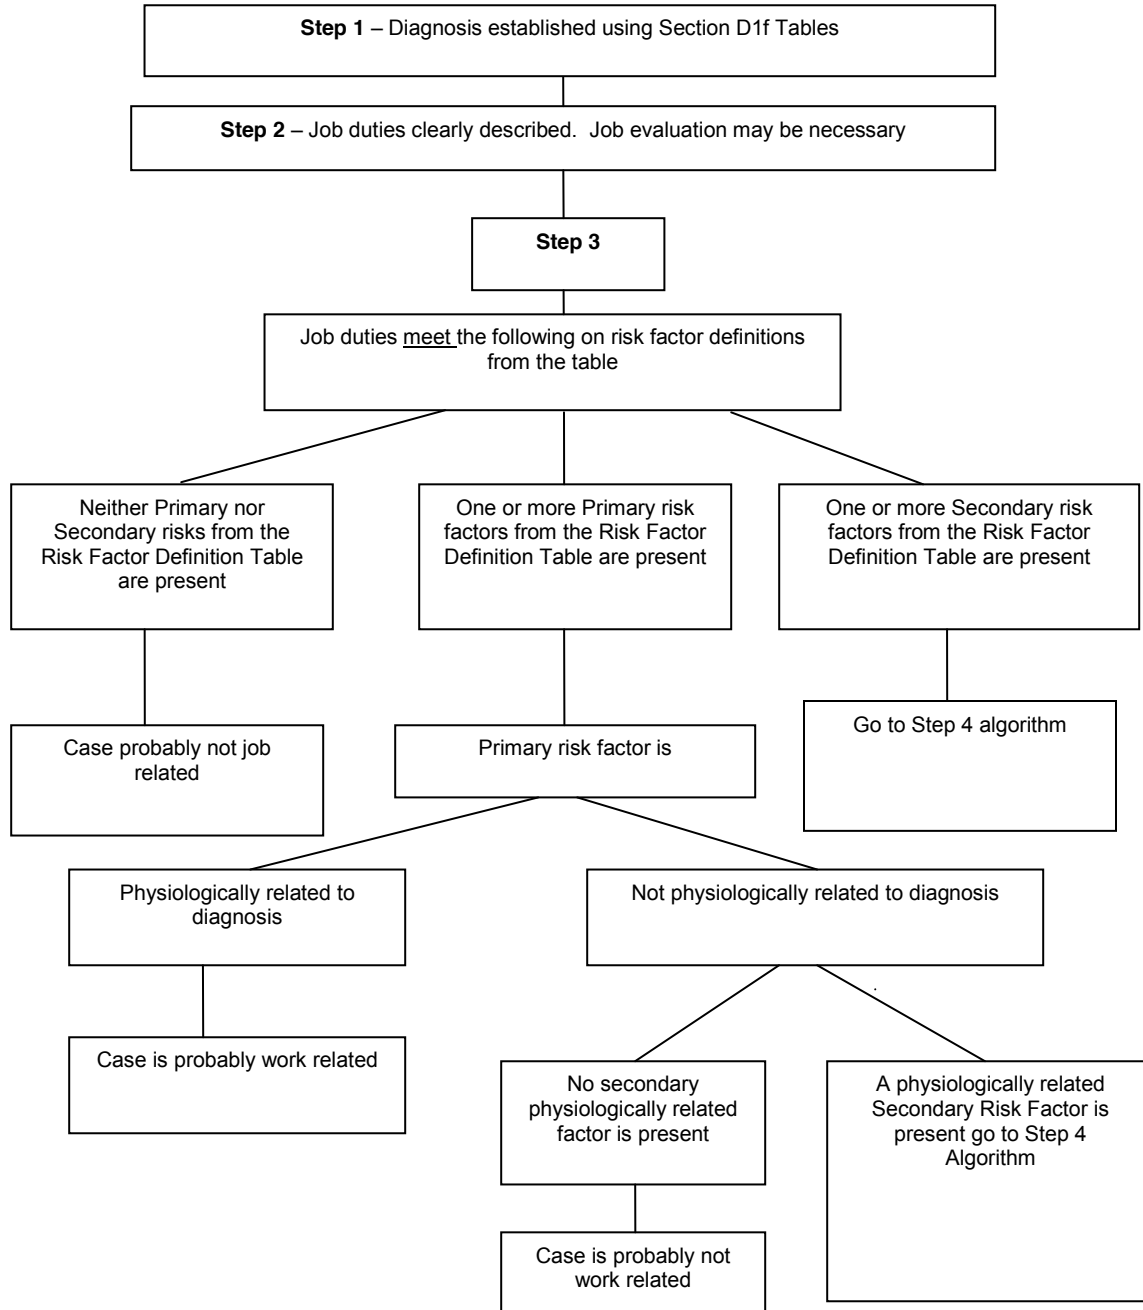 Step 1 – Diagnosis established using Section D1f Tables
Step 2 – Job duties clearly described. Job evaluation may be necessary
Step 3
Job duties meet the following on risk factor definitions
from the table
Neither Primary nor
Secondary risks from the
Risk Factor Definition Table
are present
One or more Primary risk
factors from the Risk Factor
Definition Table are present
One or more Secondary risk
factors from the Risk Factor
Definition Table are present
Case probably not job
related
Primary risk factor is
Go to Step 4 algorithm
Physiologically related to
diagnosis
Not physiologically related to diagnosis
Case is probably work related
No secondary
physiologically related
factor is present
A physiologically related
Secondary Risk Factor is
present go to Step 4
Algorithm
Case is probably not
work related